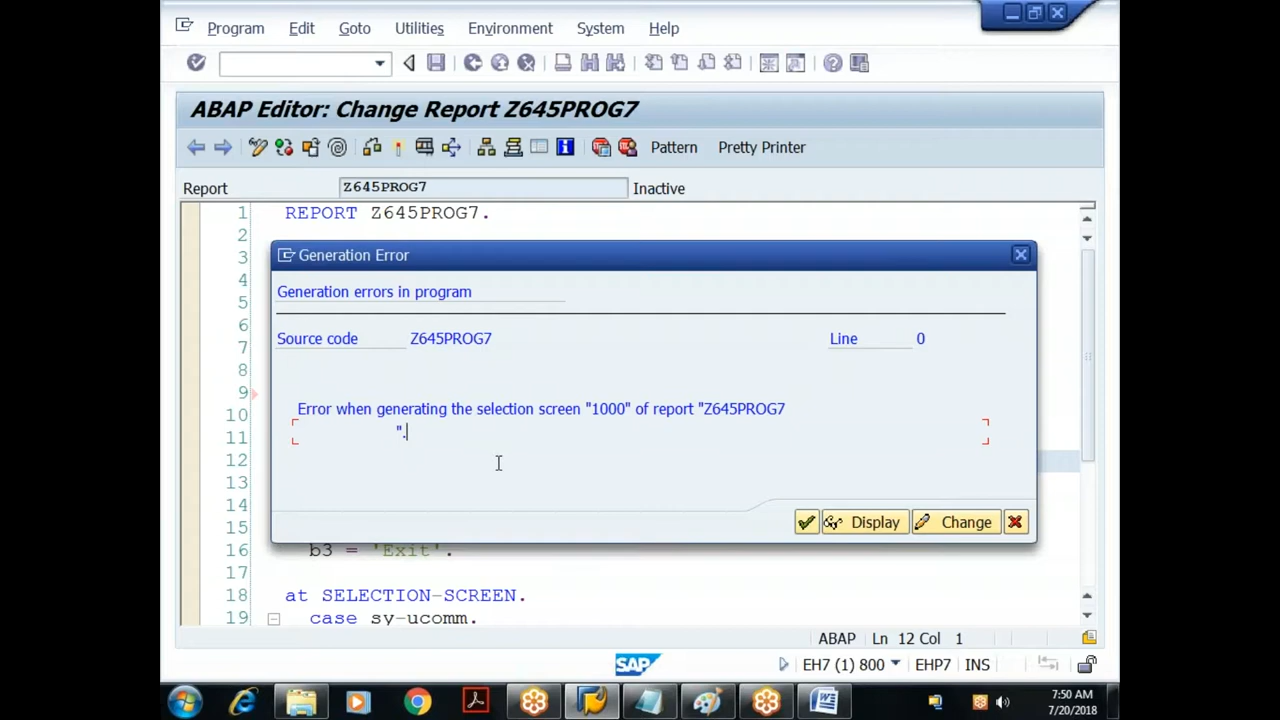 Program Edit Goto Utilities Environment System Help
ABAP Editor: Change Report Z645PROG7
Pattern Pretty Printer
Report Z645PROG7 Inactive
1 REPORT Z645PROG7.
2
Generation Error
3
Generation errors in program
4
5
6
Source code Z645PROG7 Line 0
7
8
9
Error when generating the selection screen "1000" of report "Z645PROG7
10
".
11
12
13
14
Display Change
15
16 b3 = 'Exit'.
17
18 at SELECTION-SCREEN.
19 case sy-ucomm.
ABAP Ln 12 Col 1
SAP EH7 (1) 800 EHP7 INS
7:50 AM
7/20/2018